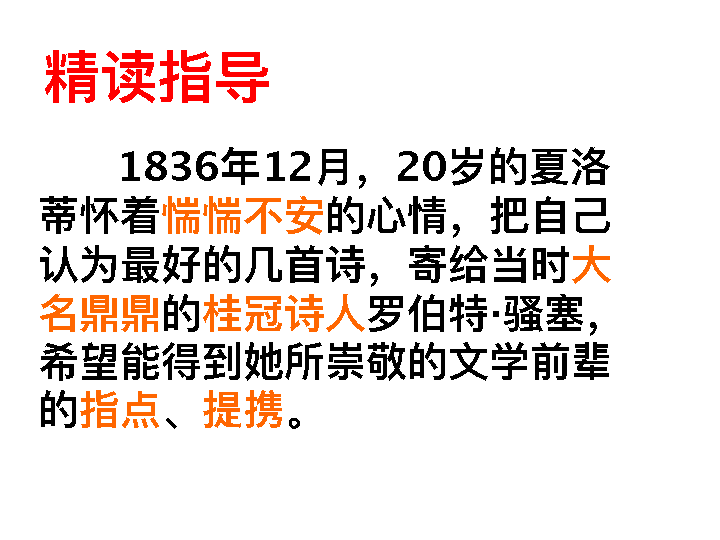 精读指导
1836年12月，20岁的夏洛
蒂怀着惴惴不安的心情，把自己
认为最好的几首诗，寄给当时大
名鼎鼎的桂冠诗人罗伯特·骚塞，
希望能得到她所崇敬的文学前辈
的指点、提携。